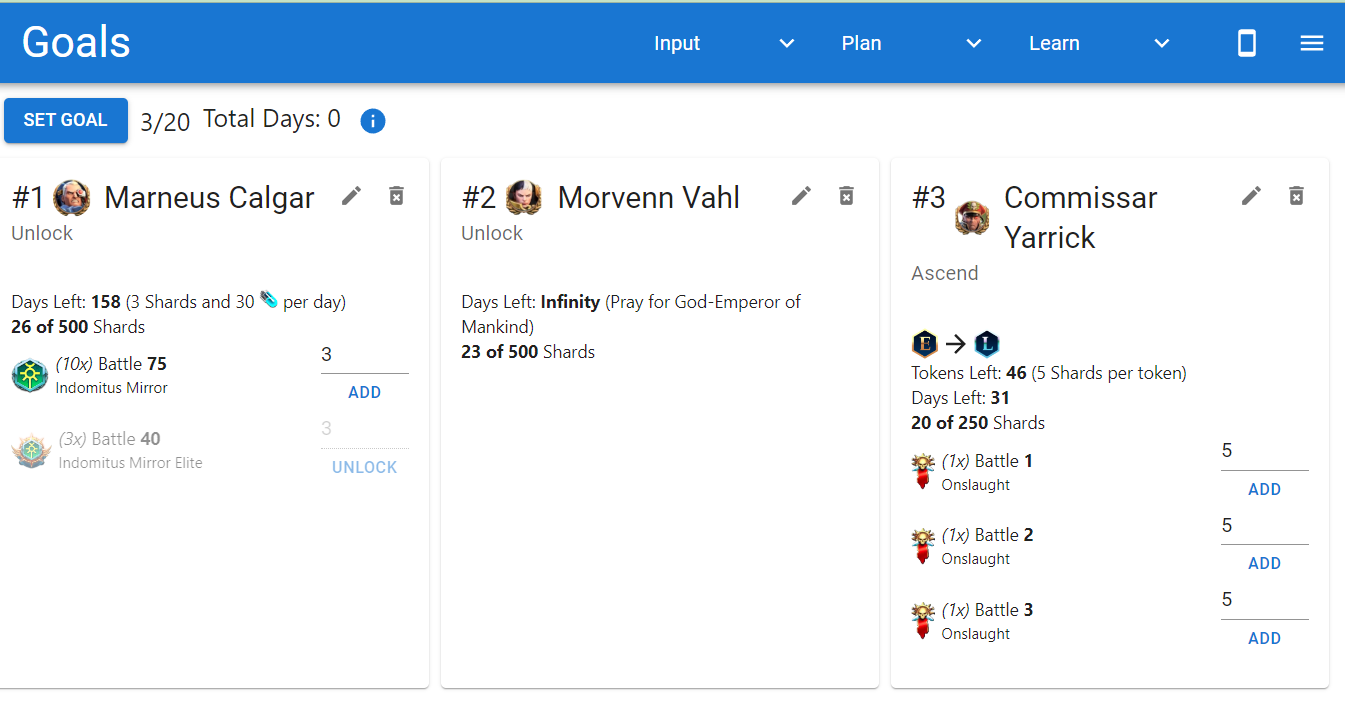 Goals
Input
Plan
Learn
SET GOAL
3/20
Total Days: 0
i
#1
Marneus Calgar
Unlock
Days Left: 158 (3 Shards and 30 per day)
26 of 500 Shards
(10x) Battle 75
Indomitus Mirror
3
ADD
(3x) Battle 40
Indomitus Mirror Elite
3
UNLOCK
#2
Morvenn Vahl
Unlock
Days Left: Infinity (Pray for God-Emperor of
Mankind)
23 of 500 Shards
#3
Commissar
Yarrick
Ascend
E
L
Tokens Left: 46 (5 Shards per token)
Days Left: 31
20 of 250 Shards
(1x) Battle 1
Onslaught
5
ADD
(1x) Battle 2
Onslaught
5
ADD
(1x) Battle 3
Onslaught
5
ADD